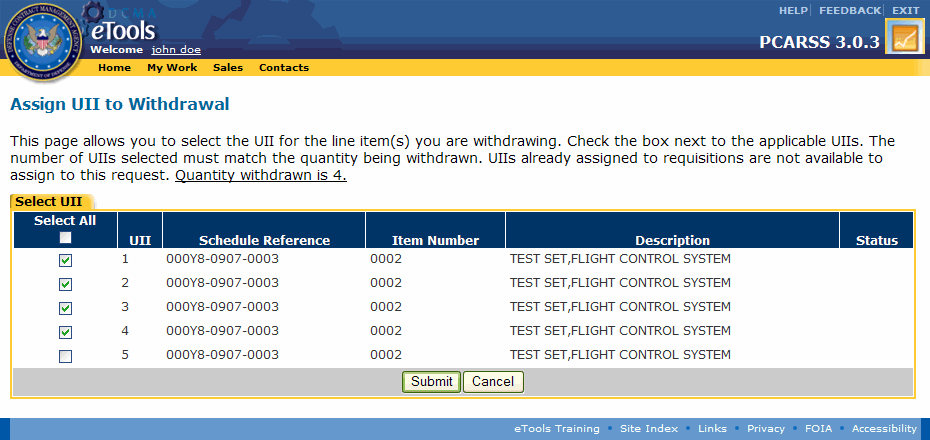 HELP FEEDBACK EXIT
DCMA
eTools
Welcome john doe
PCARSS 3.0.3
Home My Work Sales Contacts
Assign UII to Withdrawal
This page allows you to select the UII for the line item(s) you are withdrawing. Check the box next to the applicable UIIs. The
number of UIIs selected must match the quantity being withdrawn. UIIs already assigned to requisitions are not available to
assign to this request. Quantity withdrawn is 4.
Select UII
Select All
UII Schedule Reference Item Number Description Status
1 000Y8-0907-0003 0002 TEST SET,FLIGHT CONTROL SYSTEM
2 000Y8-0907-0003 0002 TEST SET,FLIGHT CONTROL SYSTEM
3 000Y8-0907-0003 0002 TEST SET,FLIGHT CONTROL SYSTEM
4 000Y8-0907-0003 0002 TEST SET,FLIGHT CONTROL SYSTEM
5 000Y8-0907-0003 0002 TEST SET,FLIGHT CONTROL SYSTEM
Submit Cancel
eTools Training • Site Index • Links • Privacy • FOIA • Accessibility